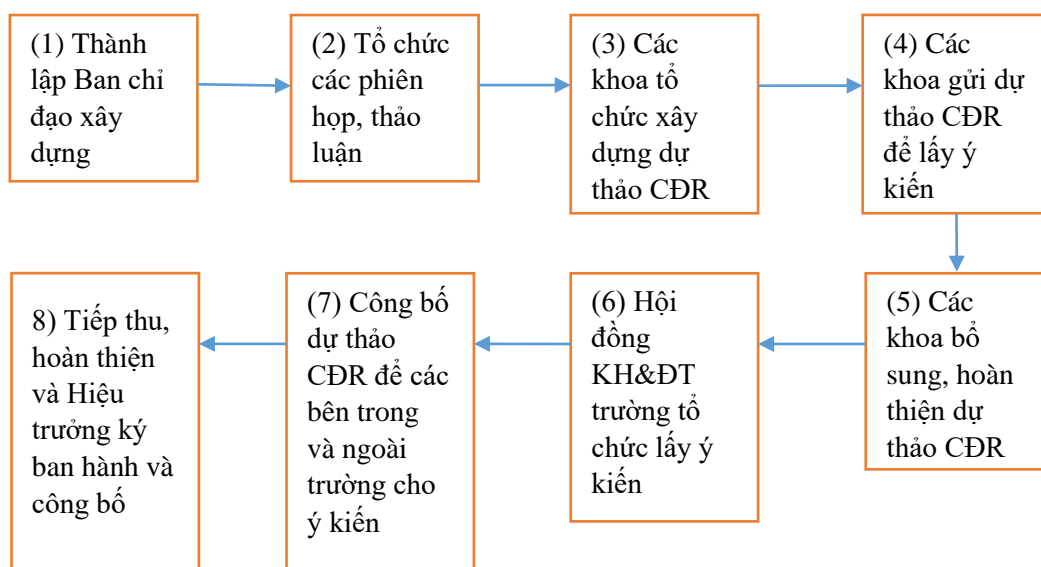 (1) Thành
lập Ban chỉ
đạo xây
dựng
(2) Tổ chức
các phiên
họp, thảo
luận
(3) Các
khoa tổ
chức xây
dựng dự
thảo CĐR
(4) Các
khoa gửi dự
thảo CĐR
để lấy ý
kiến
(5) Các
khoa bổ
sung, hoàn
thiện dự
thảo CĐR
(6) Hội
đồng
KH&ĐT
trường tổ
chức lấy ý
kiến
(7) Công bố
dự thảo
CĐR để các
bên trong
và ngoài
trường cho
ý kiến
8) Tiếp thu,
hoàn thiện
và Hiệu
trưởng ký
ban hành và
công bố